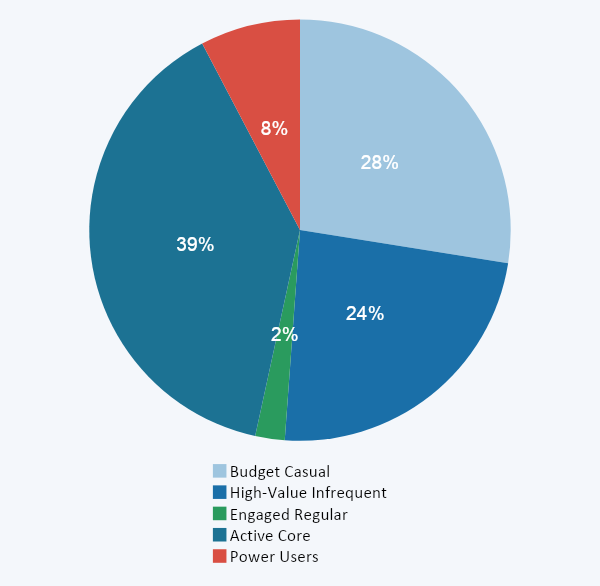 8%
28%
39%
24%
2%
Budget Casual
High-Value Infrequent
Engaged Regular
Active Core
Power Users